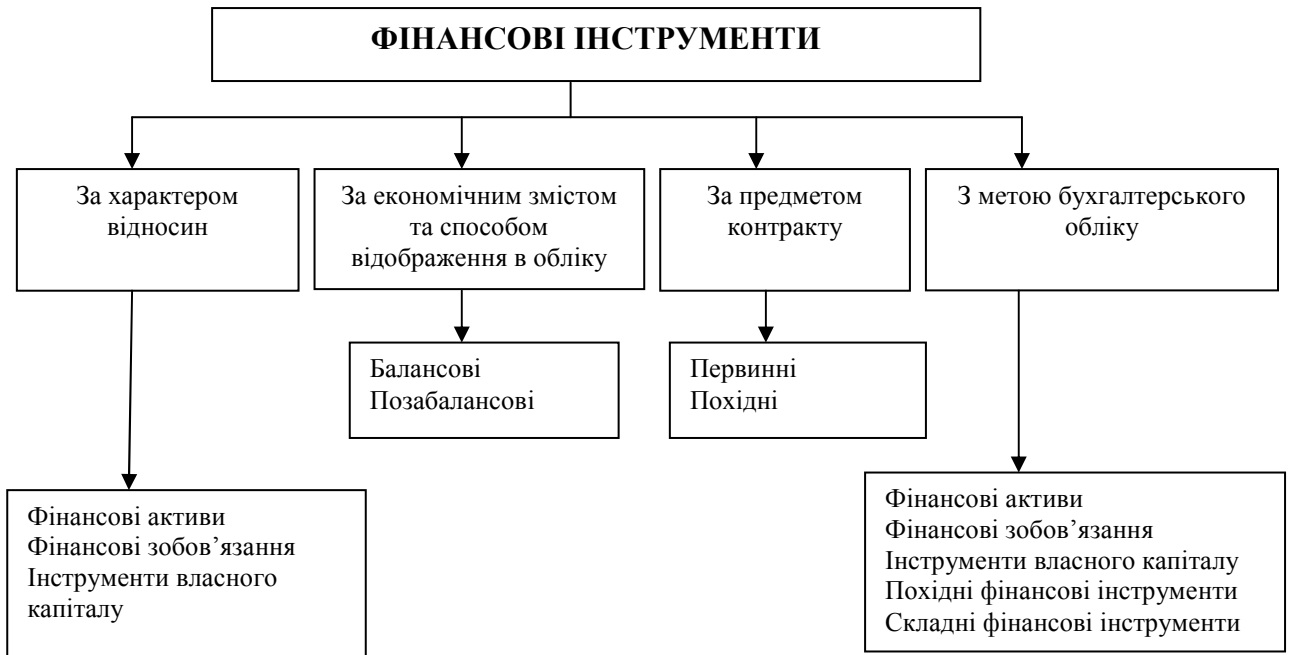 ФІНАНСОВІ ІНСТРУМЕНТИ
За характером
відносин
За економічним змістом
та способом
відображення в обліку
За предметом
контракту
З метою бухгалтерського
обліку
Балансові
Позабалансові
Первинні
Похідні
Фінансові активи
Фінансові зобов’язання
Інструменти власного
капіталу
Фінансові активи
Фінансові зобов’язання
Інструменти власного капіталу
Похідні фінансові інструменти
Складні фінансові інструменти